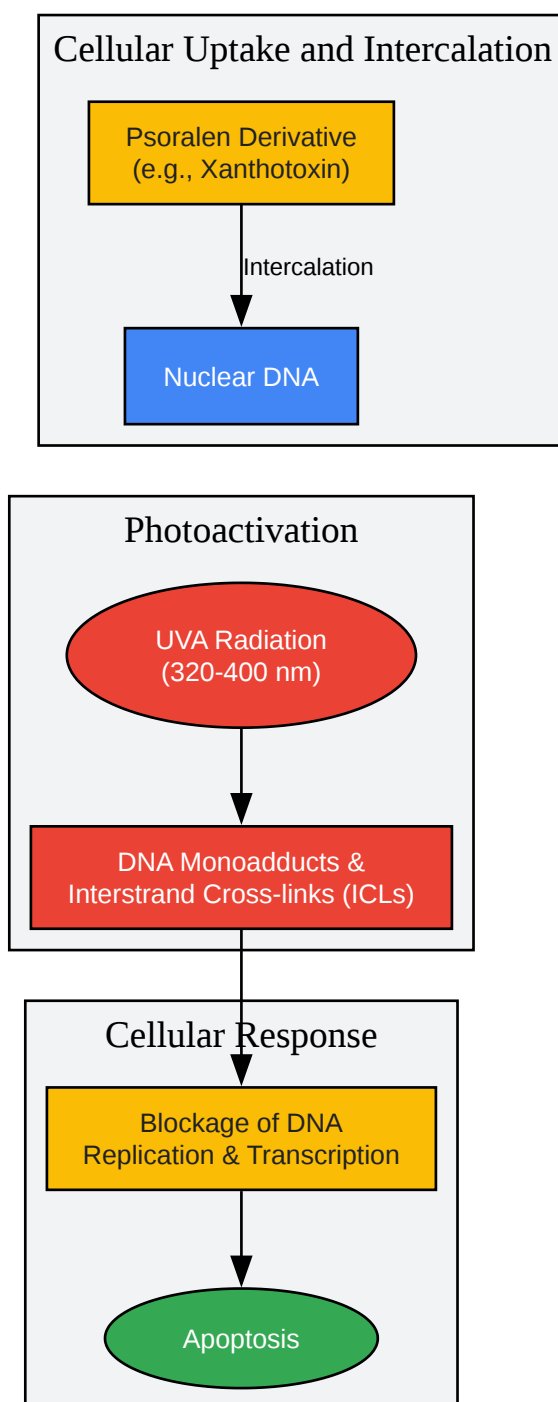 Cellular Uptake and Intercalation
Psoralen Derivative
(e.g., Xanthotoxin)
Intercalation
Nuclear DNA
Photoactivation
UVA Radiation
(320-400 nm)
DNA Monoadducts &
Interstrand Cross-links (ICLs)
Cellular Response
Blockage of DNA
Replication & Transcription
Apoptosis